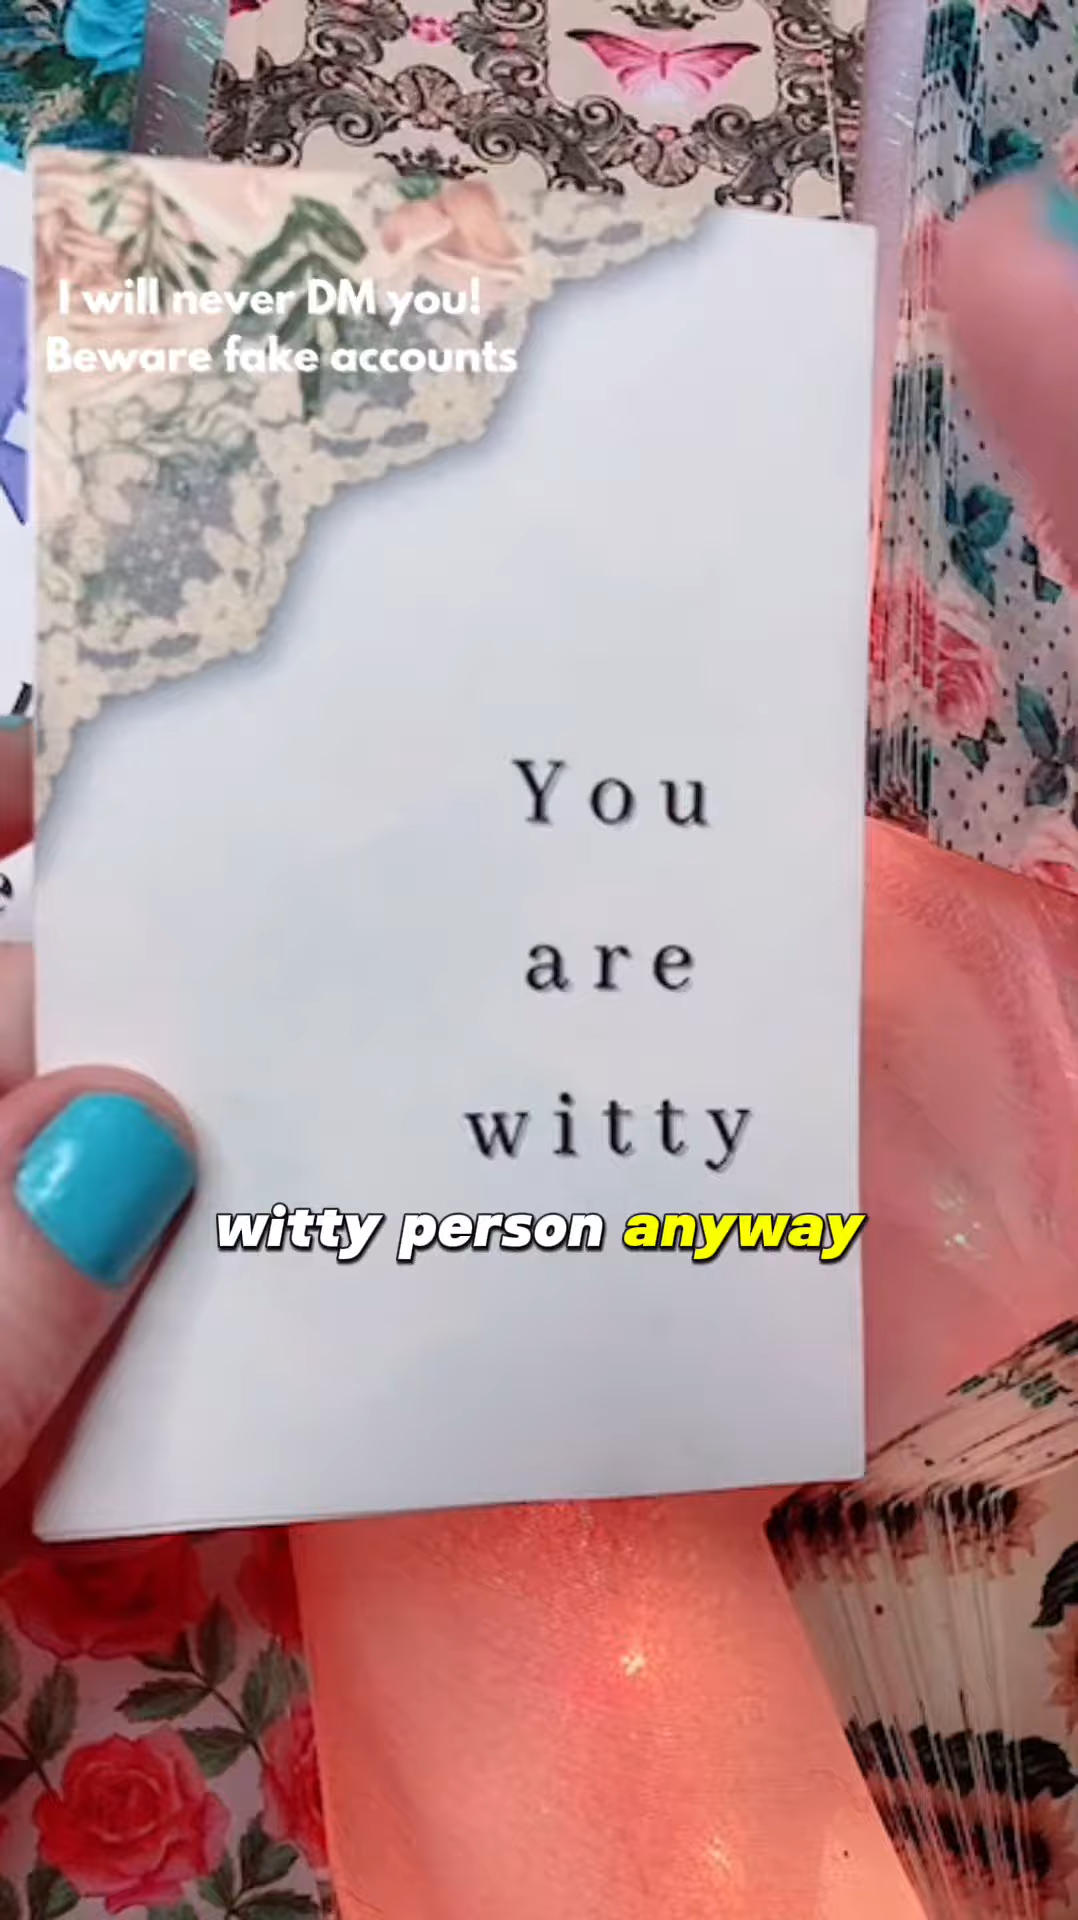 I will never DM you!
Beware fake accounts
You
are
witty
witty person anyway